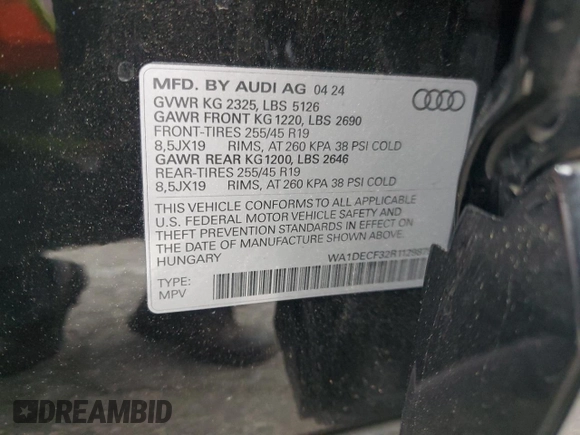 MFD. BY AUDI AG 04 24
GVWR KG 2325, LBS 5126
GAWR FRONT KG 1220, LBS 2690
FRONT-TIRES 255/45 R19
8,5JX19 RIMS, AT 260 KPA 38 PSI COLD
GAWR REAR KG 1200, LBS 2646
REAR-TIRES 255/45 R19
8,5JX19 RIMS, AT 260 KPA 38 PSI COLD
THIS VEHICLE CONFORMS TO ALL APPLICABLE
U.S. FEDERAL MOTOR VEHICLE SAFETY AND
THEFT PREVENTION STANDARDS IN EFFECT ON
THE DATE OF MANUFACTURE SHOWN ABOVE.
HUNGARY
TYPE:
MPV
DREAMBID